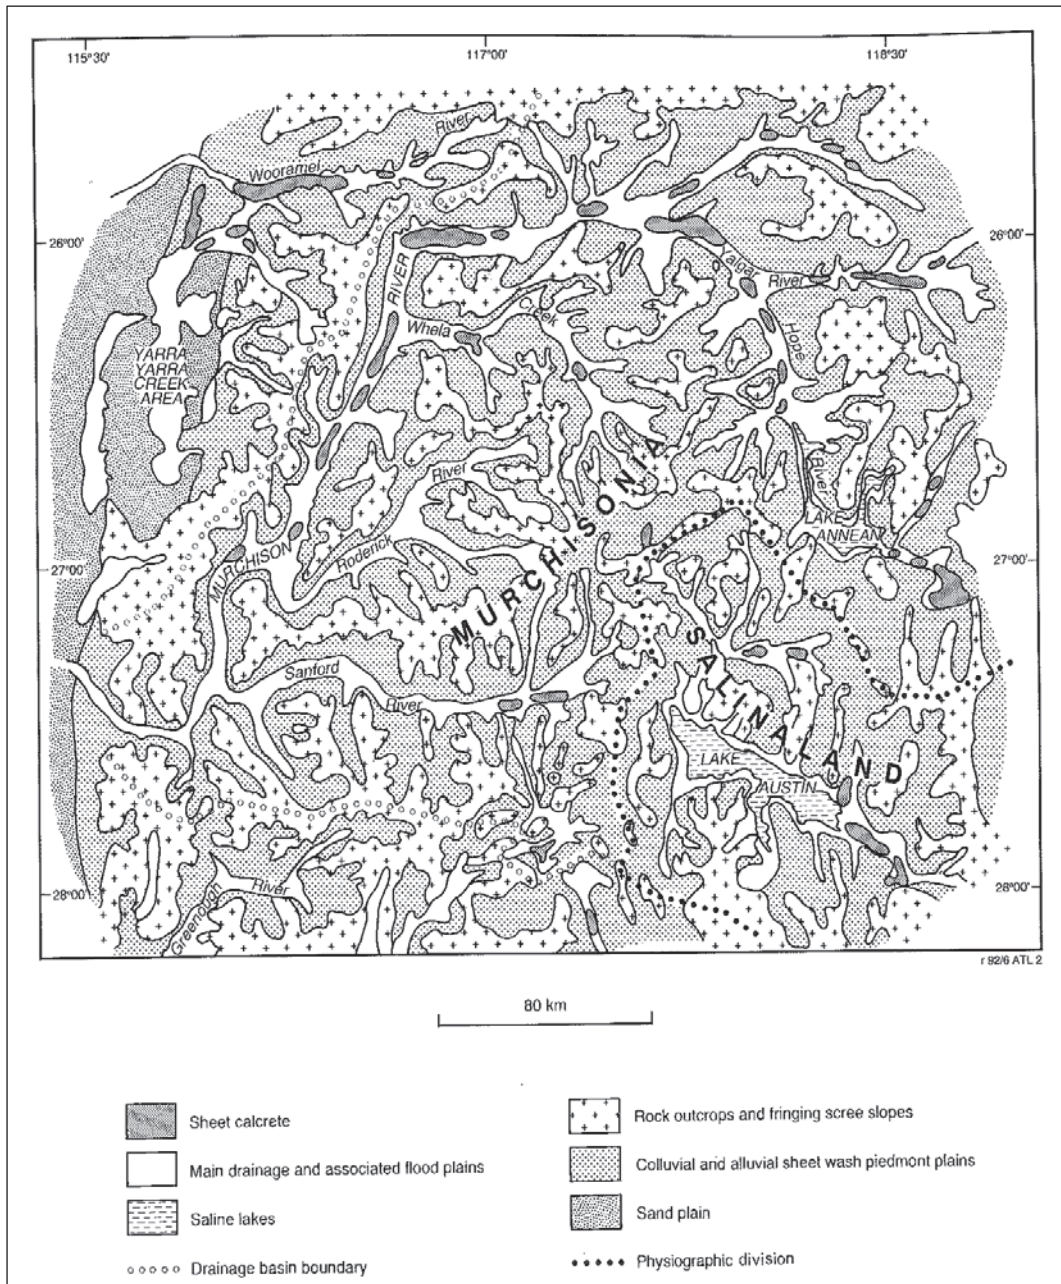 115°30'
117°00'
118°30'
River
Wooramel
26°00'
26°00'
RIVER
Talgar
River
Creek
Whela
Hope
YARRA
YARRA
CREEK
AREA
River
River
LAKE
ANNEAN
MURCHISON
Roderick
27°00'
27°00'
MURCHISONIA
SALINALAND
Sanford
River
LAKE
AUSTIN
Greenough
River
28°00'
28°00'
r 92/6 ATL 2
80 km
Sheet calcrete
Rock outcrops and fringing scree slopes
Main drainage and associated flood plains
Colluvial and alluvial sheet wash piedmont plains
Saline lakes
Sand plain
Drainage basin boundary
Physiographic division